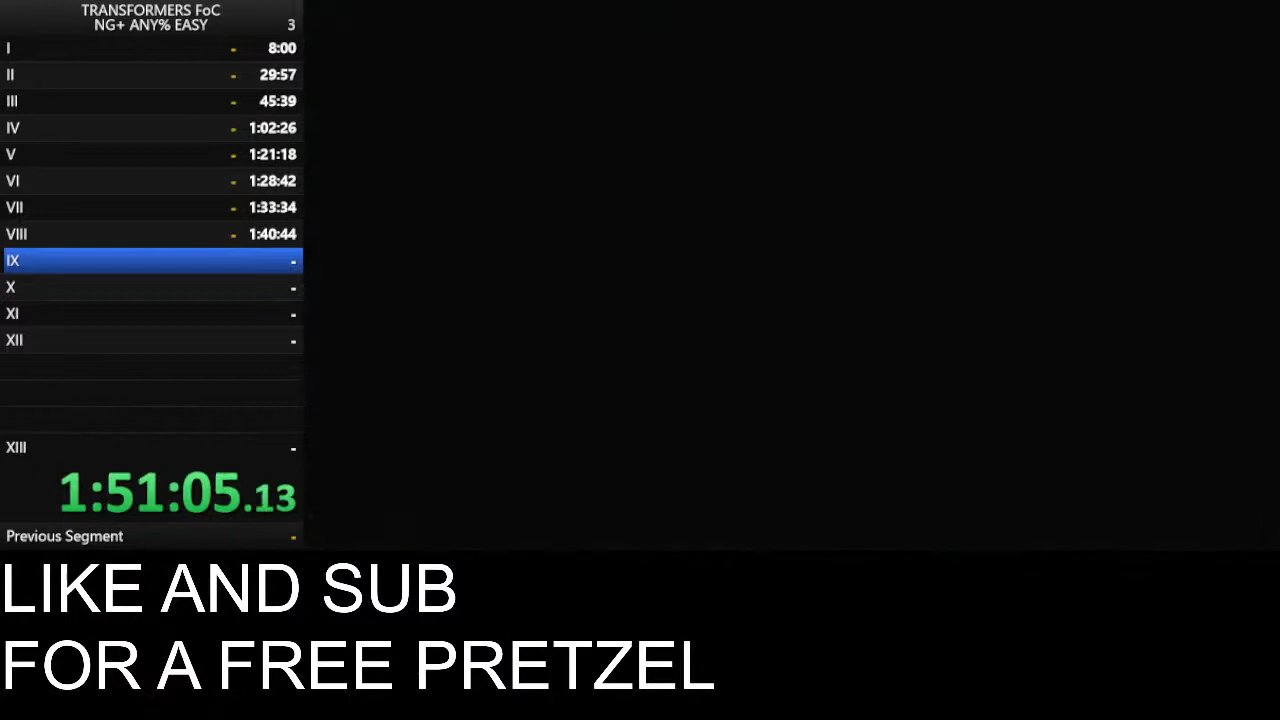 TRANSFORMERS FoC
NG+ ANY% EASY 3
I - 8:00
II - 29:57
III - 45:39
IV - 1:02:26
V - 1:21:18
VI - 1:28:42
VII - 1:33:34
VIII - 1:40:44
IX -
X -
XI -
XII -
XIII -
1:51:05.13
Previous Segment -
LIKE AND SUB
FOR A FREE PRETZEL